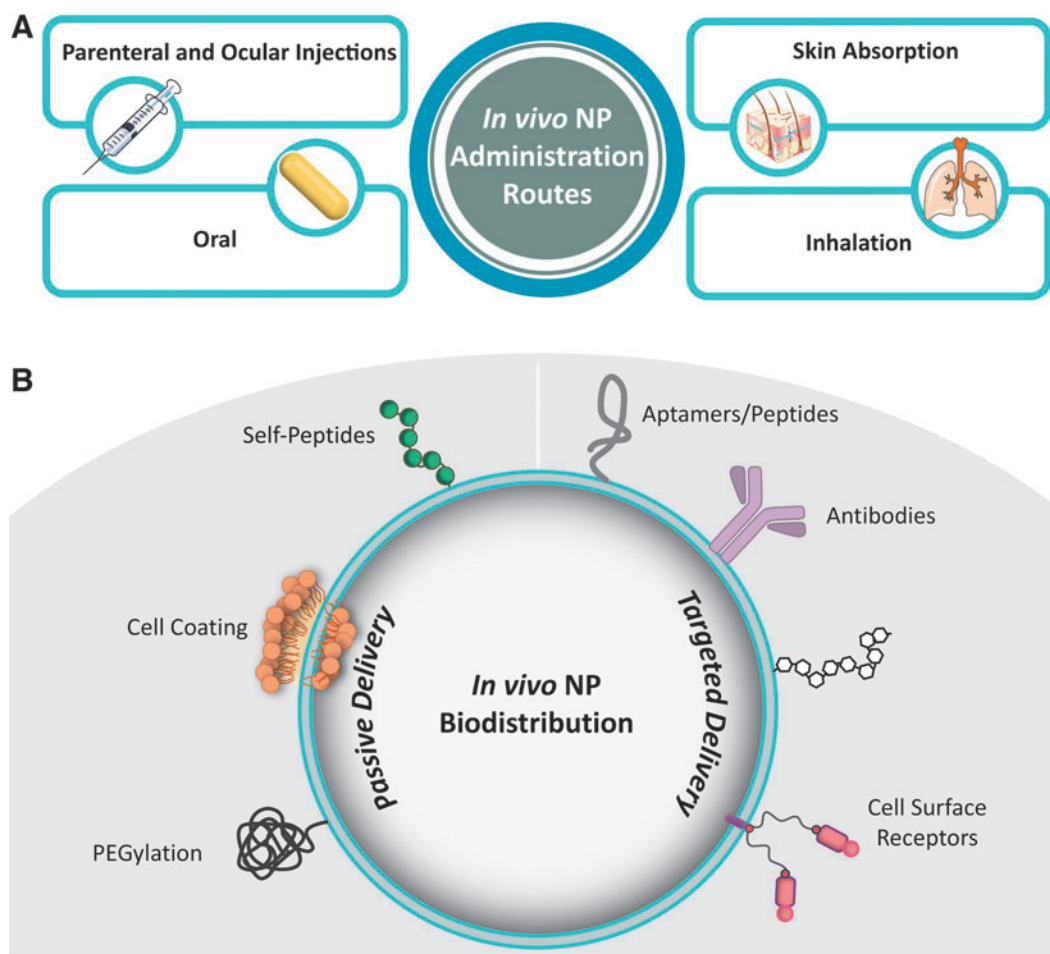 A
Parenteral and Ocular Injections
Oral
In vivo NP
Administration
Routes
Skin Absorption
Inhalation
B
Self-Peptides
Cell Coating
PEGylation
Passive Delivery
In vivo NP
Biodistribution
Targeted Delivery
Aptamers/Peptides
Antibodies
Cell Surface
Receptors